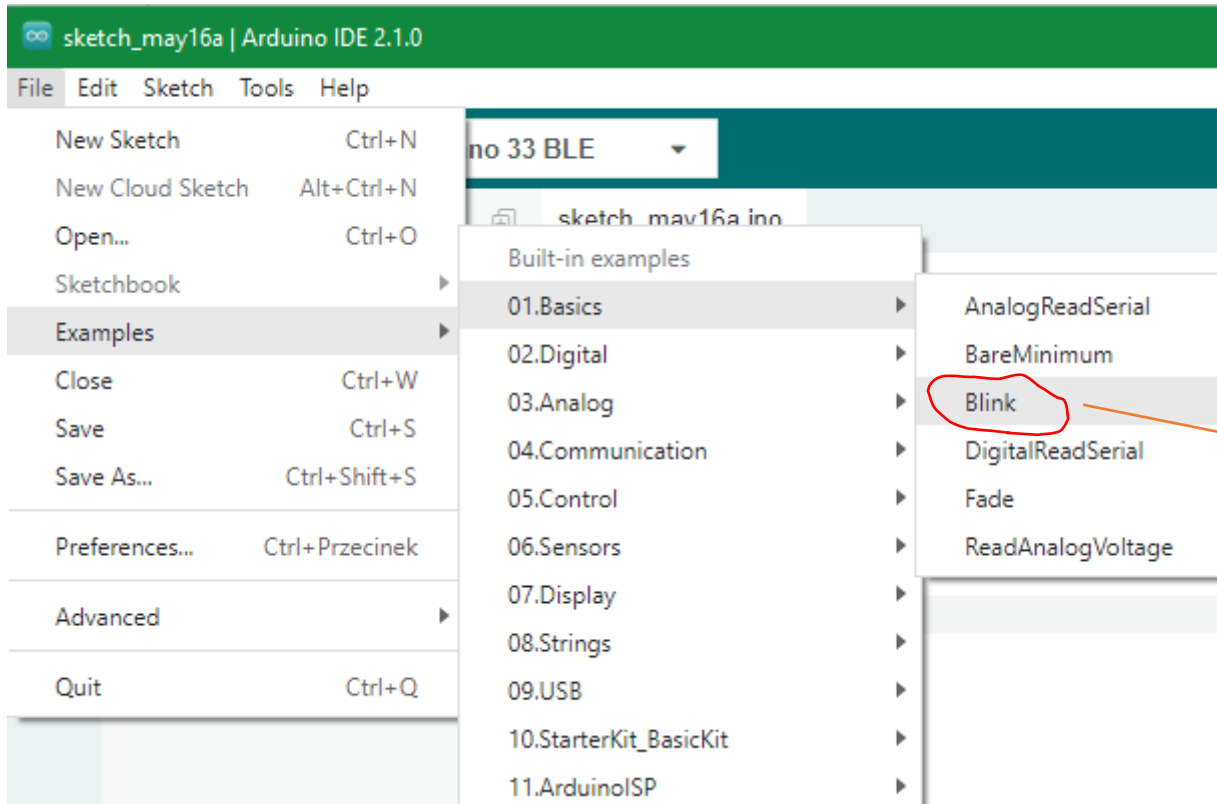 sketch_may16a | Arduino IDE 2.1.0
File Edit Sketch Tools Help
New Sketch Ctrl+N
New Cloud Sketch Alt+Ctrl+N
Open... Ctrl+O
Sketchbook
Examples
Close Ctrl+W
Save Ctrl+S
Save As... Ctrl+Shift+S
Preferences... Ctrl+Przecinek
Advanced
Quit Ctrl+Q
no 33 BLE
sketch_may16a.ino
Built-in examples
01.Basics
02.Digital
03.Analog
04.Communication
05.Control
06.Sensors
07.Display
08.Strings
09.USB
10.StarterKit_BasicKit
11.ArduinoISP
AnalogReadSerial
BareMinimum
Blink
DigitalReadSerial
Fade
ReadAnalogVoltage